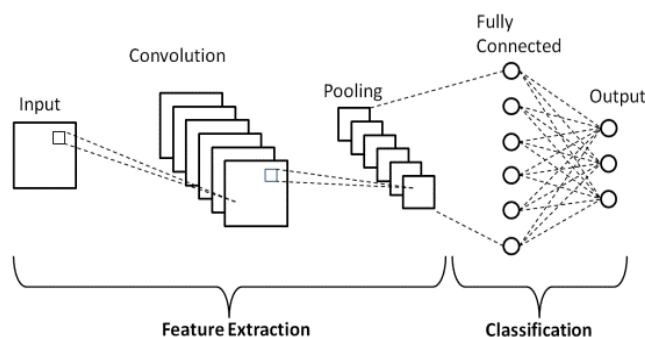 Fully
Connected
Convolution
Pooling
Input
Output
Feature Extraction
Classification